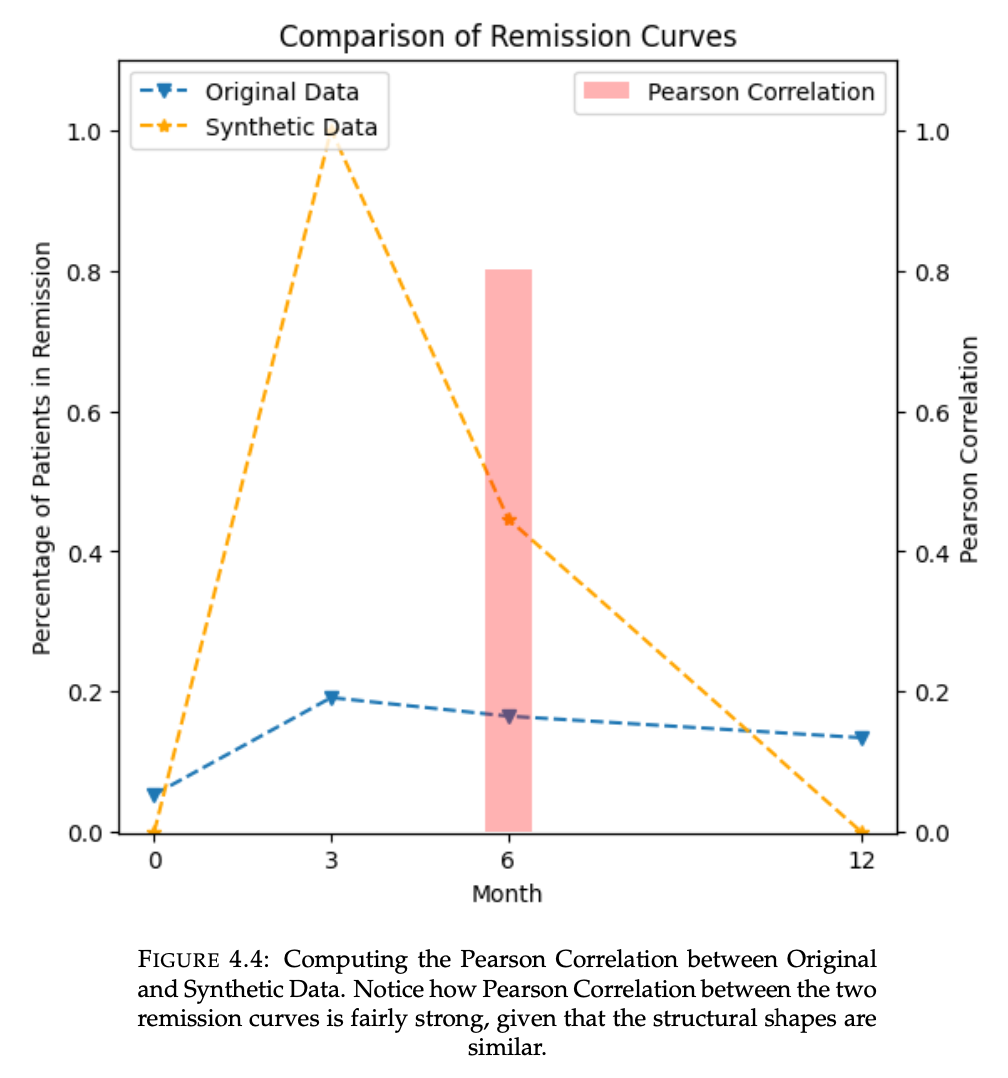 Comparison of Remission Curves
Original Data
Synthetic Data
Pearson Correlation
1.0
0.8
0.6
0.4
0.2
0.0
Percentage of Patients in Remission
1.0
0.8
0.6
0.4
0.2
0.0
Pearson Correlation
0 3 6 12
Month
FIGURE 4.4: Computing the Pearson Correlation between Original
and Synthetic Data. Notice how Pearson Correlation between the two
remission curves is fairly strong, given that the structural shapes are
similar.